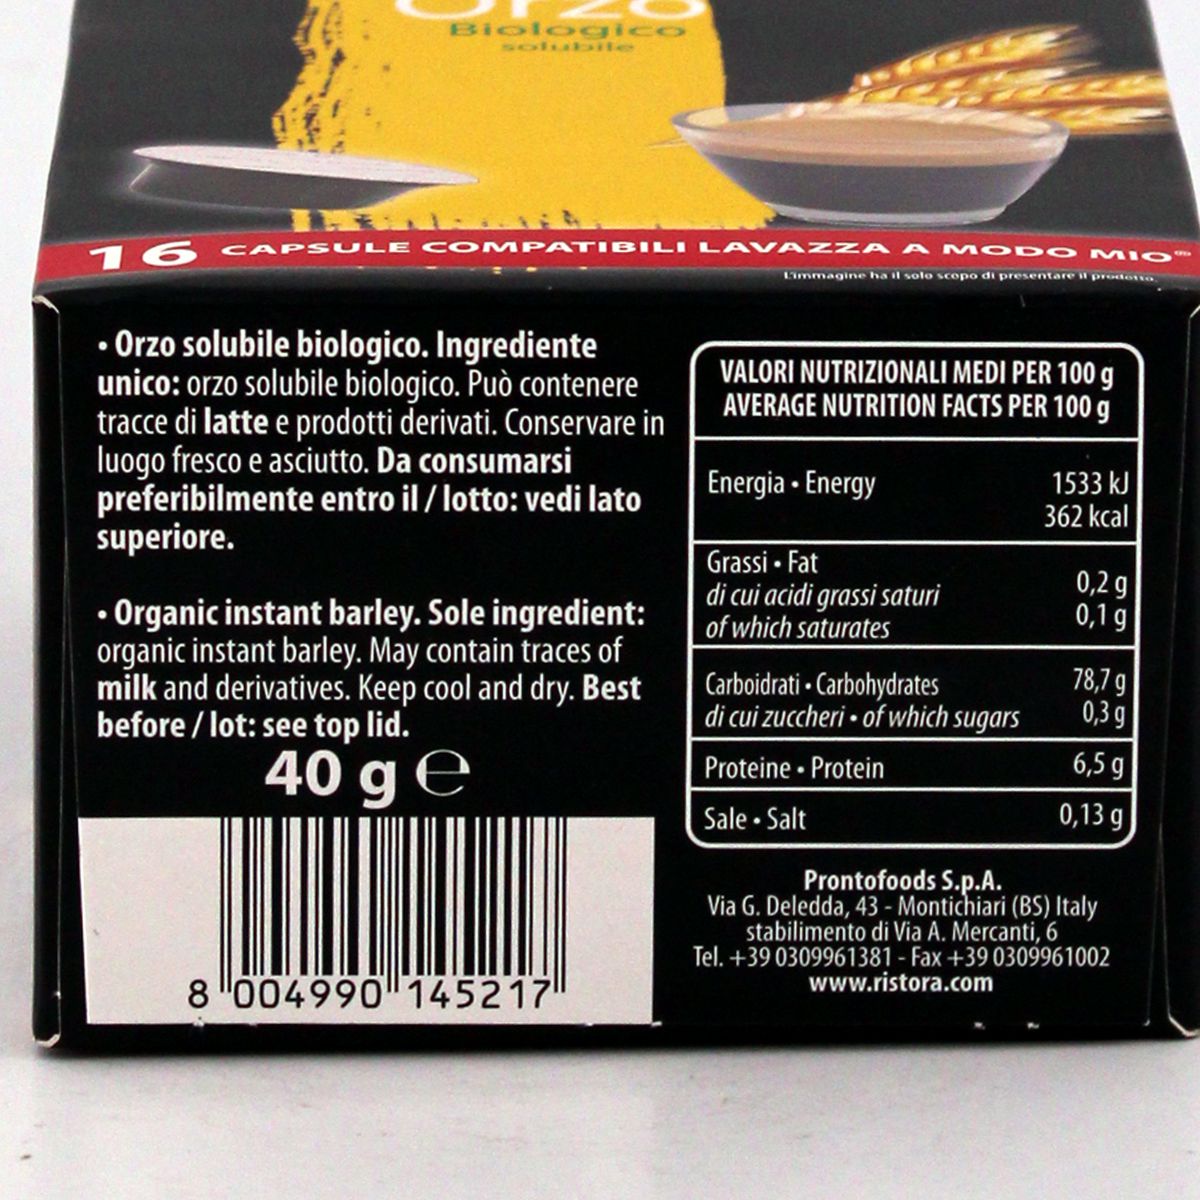 Orzo
Biologico
solubile
16 CAPSULE COMPATIBILI LAVAZZA A MODO MIO®
L'immagine ha il solo scopo di presentare il prodotto.
• Orzo solubile biologico. Ingrediente
unico: orzo solubile biologico. Può contenere
tracce di latte e prodotti derivati. Conservare in
luogo fresco e asciutto. Da consumarsi
preferibilmente entro il / lotto: vedi lato
superiore.
• Organic instant barley. Sole ingredient:
organic instant barley. May contain traces of
milk and derivatives. Keep cool and dry. Best
before / lot: see top lid.
40 g ℮
8 004990 145217
VALORI NUTRIZIONALI MEDI PER 100 g
AVERAGE NUTRITION FACTS PER 100 g
Energia • Energy 1533 kJ
362 kcal
Grassi • Fat 0,2 g
di cui acidi grassi saturi
of which saturates 0,1 g
Carboidrati • Carbohydrates 78,7 g
di cui zuccheri • of which sugars 0,3 g
Proteine • Protein 6,5 g
Sale • Salt 0,13 g
Prontofoods S.p.A.
Via G. Deledda, 43 - Montichiari (BS) Italy
stabilimento di Via A. Mercanti, 6
Tel. +39 0309961381 - Fax +39 0309961002
www.ristora.com